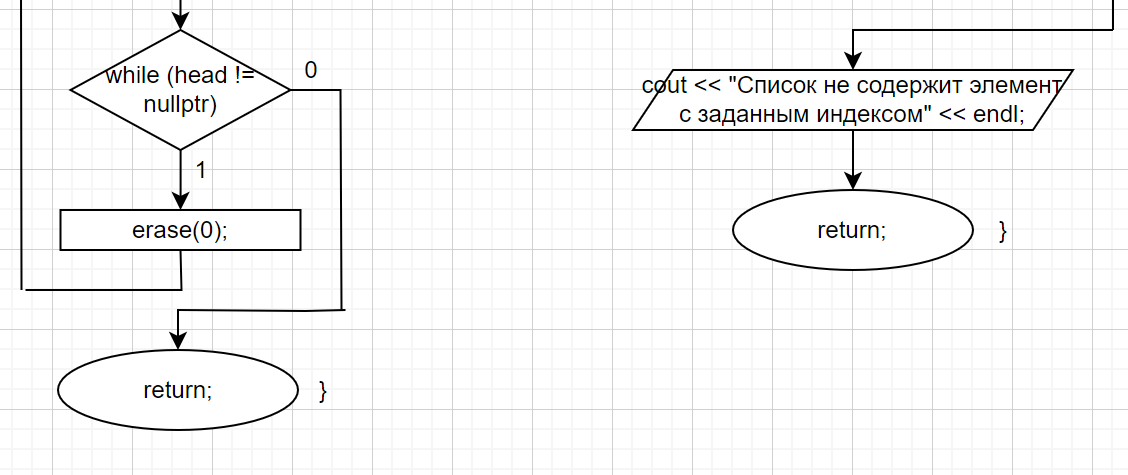 while (head !=
nullptr)
0
1
erase(0);
return;
}
cout << "Список не содержит элемент
с заданным индексом" << endl;
return;
}